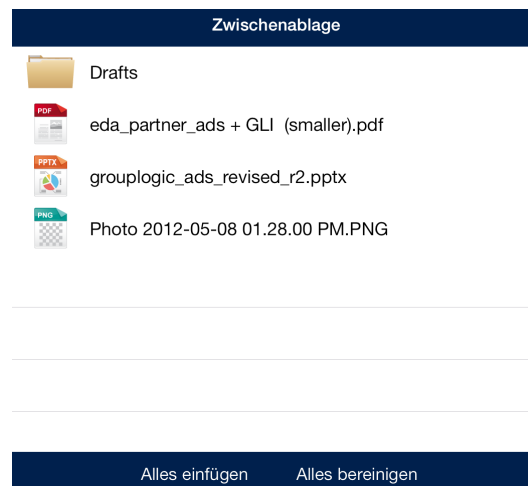 Zwischenablage
Drafts
PDF
eda_partner_ads + GLI (smaller).pdf
PPTX
grouplogic_ads_revised_r2.pptx
PNG
Photo 2012-05-08 01.28.00 PM.PNG
Alles einfügen Alles bereinigen